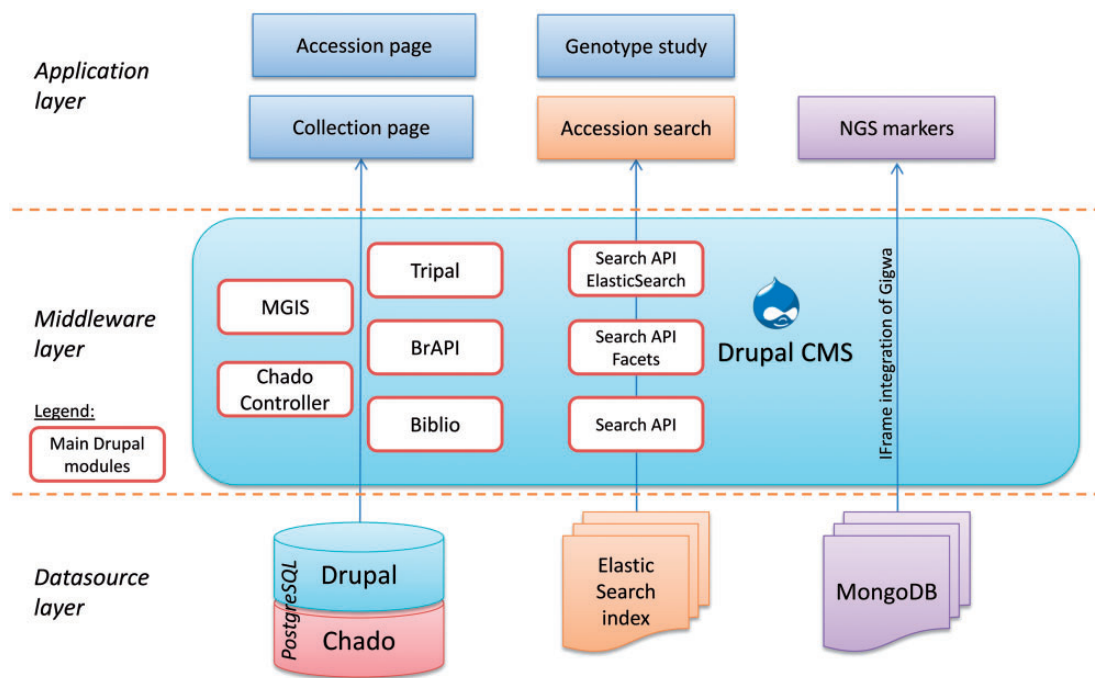 Application
layer
Accession page
Genotype study
Collection page
Accession search
NGS markers
Middleware
layer
Legend:
Main Drupal
modules
MGIS
Chado
Controller
Tripal
BrAPI
Biblio
Search API
ElasticSearch
Search API
Facets
Search API
Drupal CMS
IFrame integration of Gigwa
Datasource
layer
PostgreSQL
Drupal
Chado
Elastic
Search
index
MongoDB